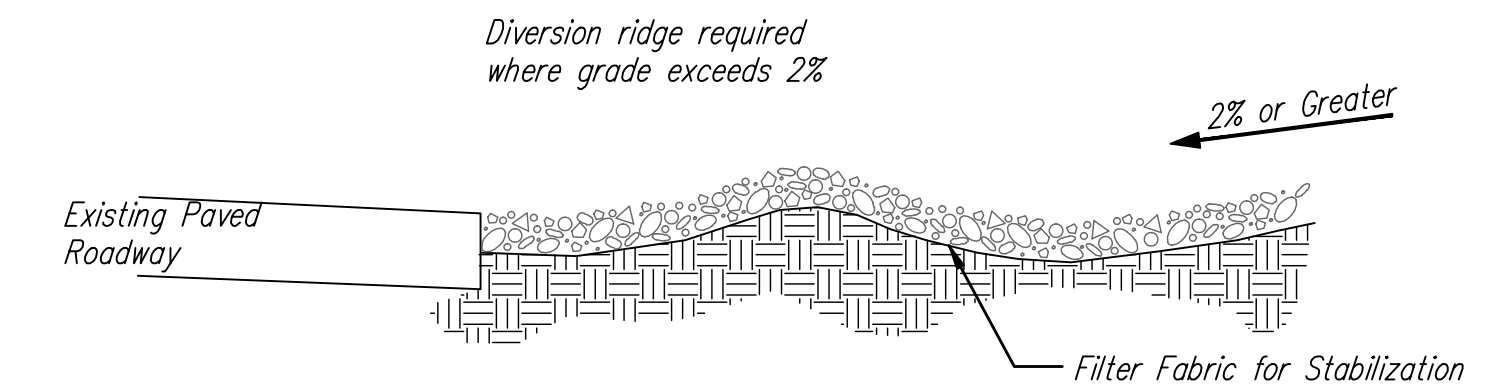 Diversion ridge required
where grade exceeds 2%
2% or Greater
Existing Paved
Roadway
Filter Fabric for Stabilization